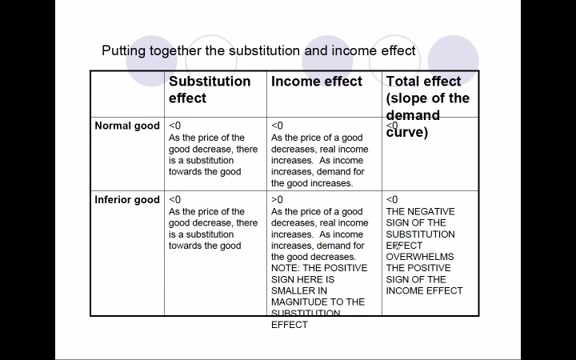 Putting together the substitution and income effect
Substitution
effect
Income effect
Total effect
(slope of the
demand
curve)
Normal good
<0
As the price of the
good decrease, there
is a substitution
towards the good
<0
As the price of a good
decreases, real income
increases. As income
increases, demand for
the good increases.
<0
Inferior good
<0
As the price of the
good decrease, there
is a substitution
towards the good
>0
As the price of a good
decreases, real income
increases. As income
increases, demand for
the good decreases.
NOTE: THE POSITIVE
SIGN HERE IS
SMALLER IN
MAGNITUDE TO THE
SUBSTITUTION
EFFECT
<0
THE NEGATIVE
SIGN OF THE
SUBSTITUTION
EFFECT
OVERWHELMS
THE POSITIVE
SIGN OF THE
INCOME EFFECT